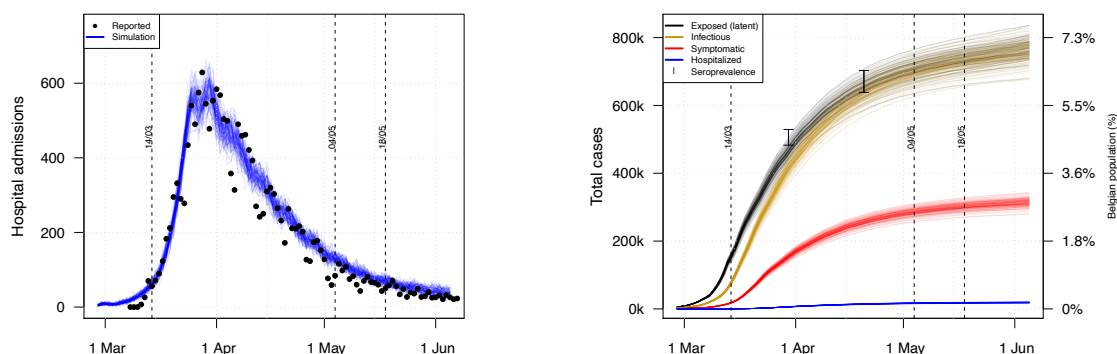 Reported
Simulation
Hospital admissions
600
400
200
0
14/03
04/05
18/05
1 Mar
1 Apr
1 May
1 Jun
Exposed (latent)
Infectious
Symptomatic
Hospitalized
Seroprevalence
Total cases
800k
600k
400k
200k
0k
14/03
04/05
18/05
7.3%
5.5%
3.6%
1.8%
0%
Belgian population (%)
1 Mar
1 Apr
1 May
1 Jun